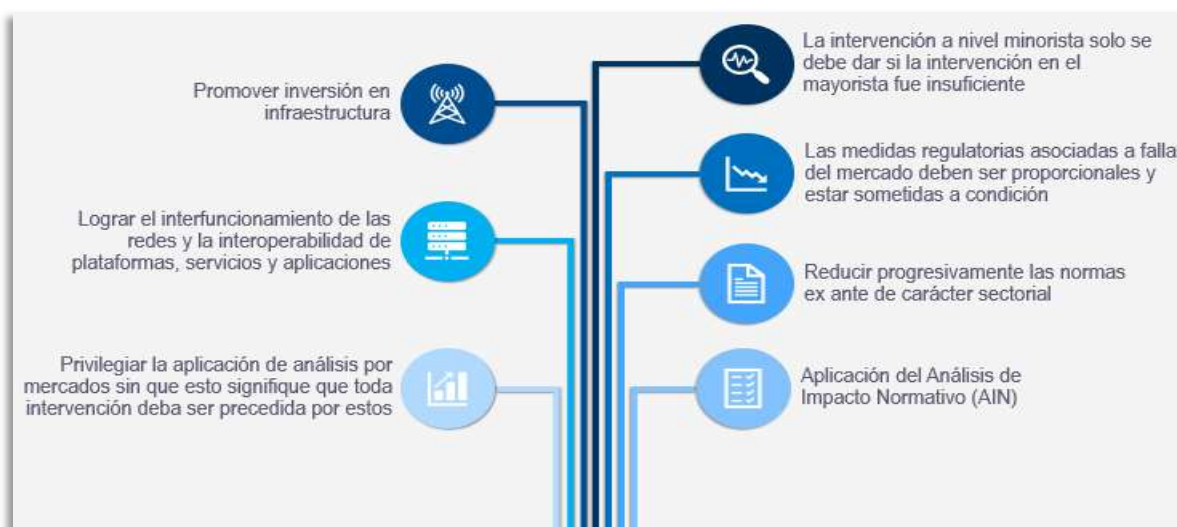 Promover inversión en
infraestructura
Lograr el interfuncionamiento de las
redes y la interoperabilidad de
plataformas, servicios y aplicaciones
Privilegiar la aplicación de análisis por
mercados sin que esto signifique que toda
intervención deba ser precedida por estos
La intervención a nivel minorista solo se
debe dar si la intervención en el
mayorista fue insuficiente
Las medidas regulatorias asociadas a falla
del mercado deben ser proporcionales y
estar sometidas a condición
Reducir progresivamente las normas
ex ante de carácter sectorial
Aplicación del Análisis de
Impacto Normativo (AIN)